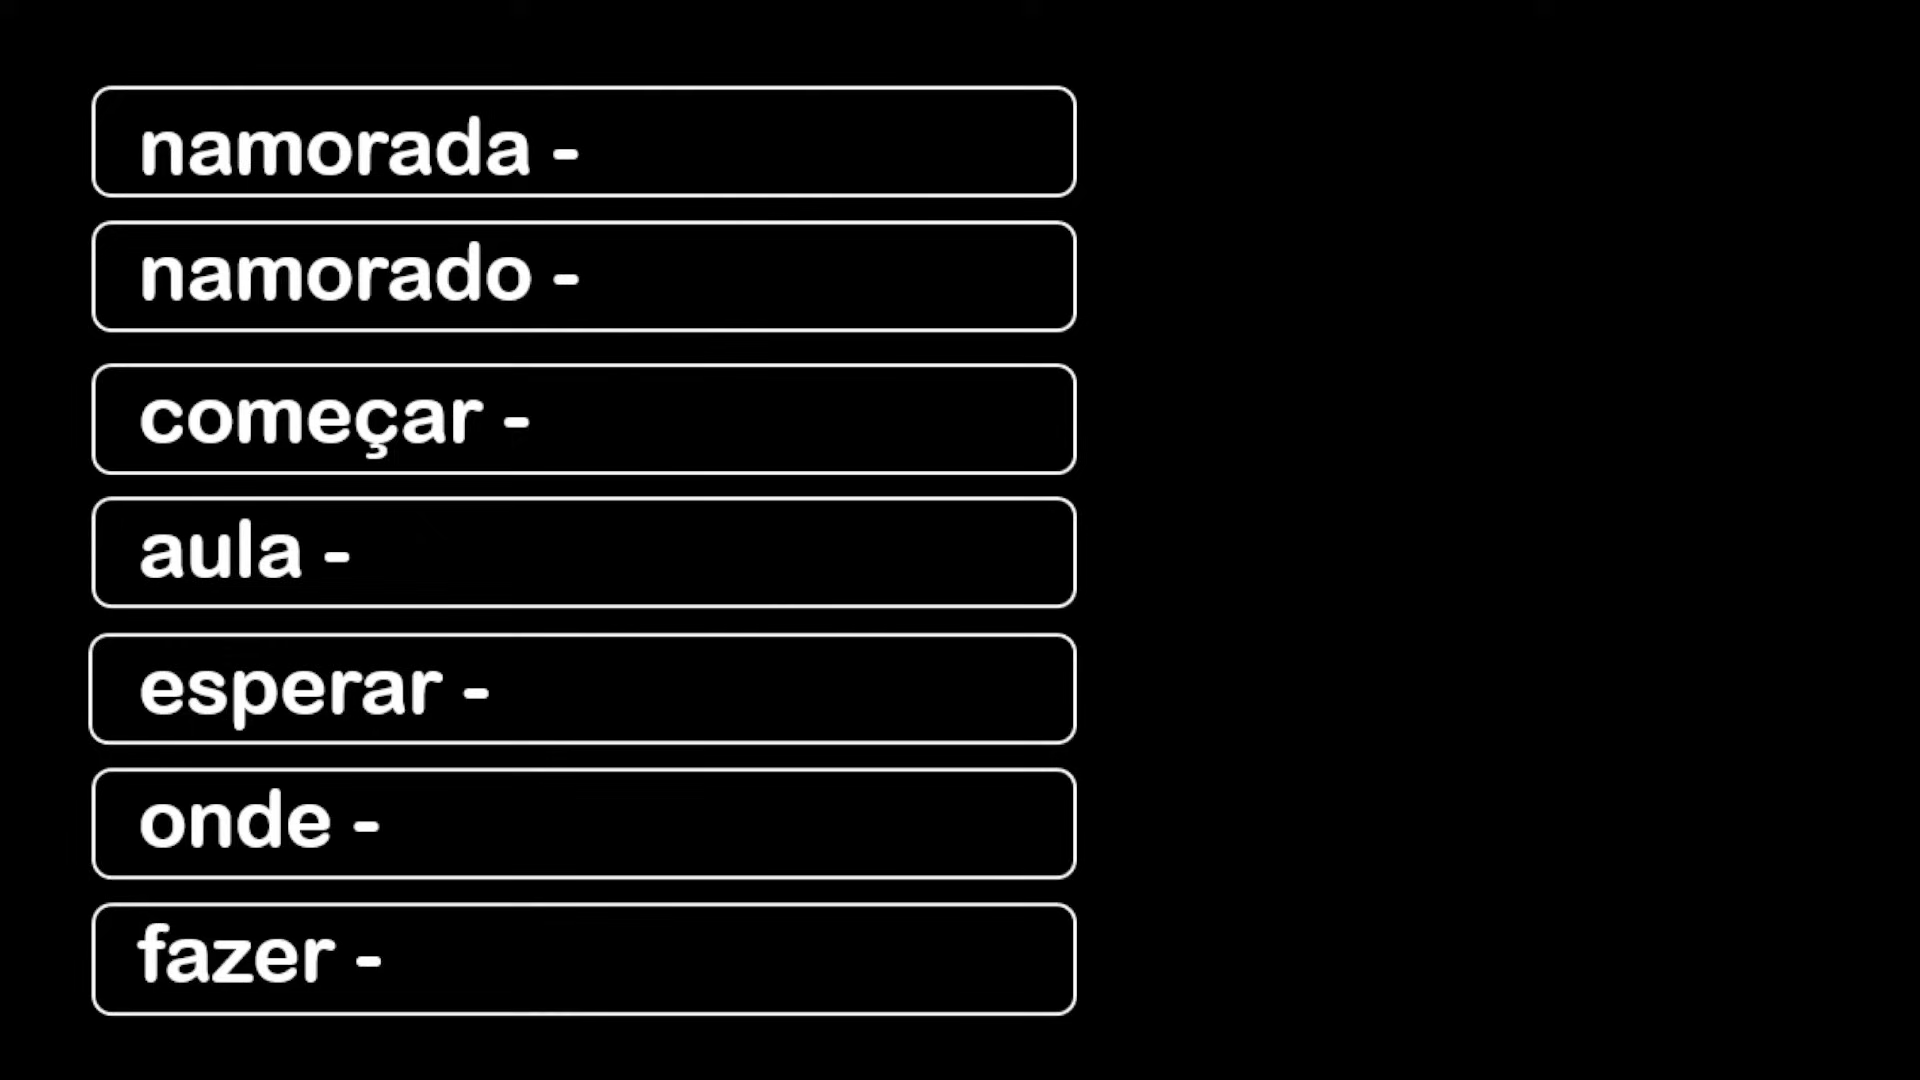 namorada -
namorado -
começar -
aula -
esperar -
onde -
fazer -